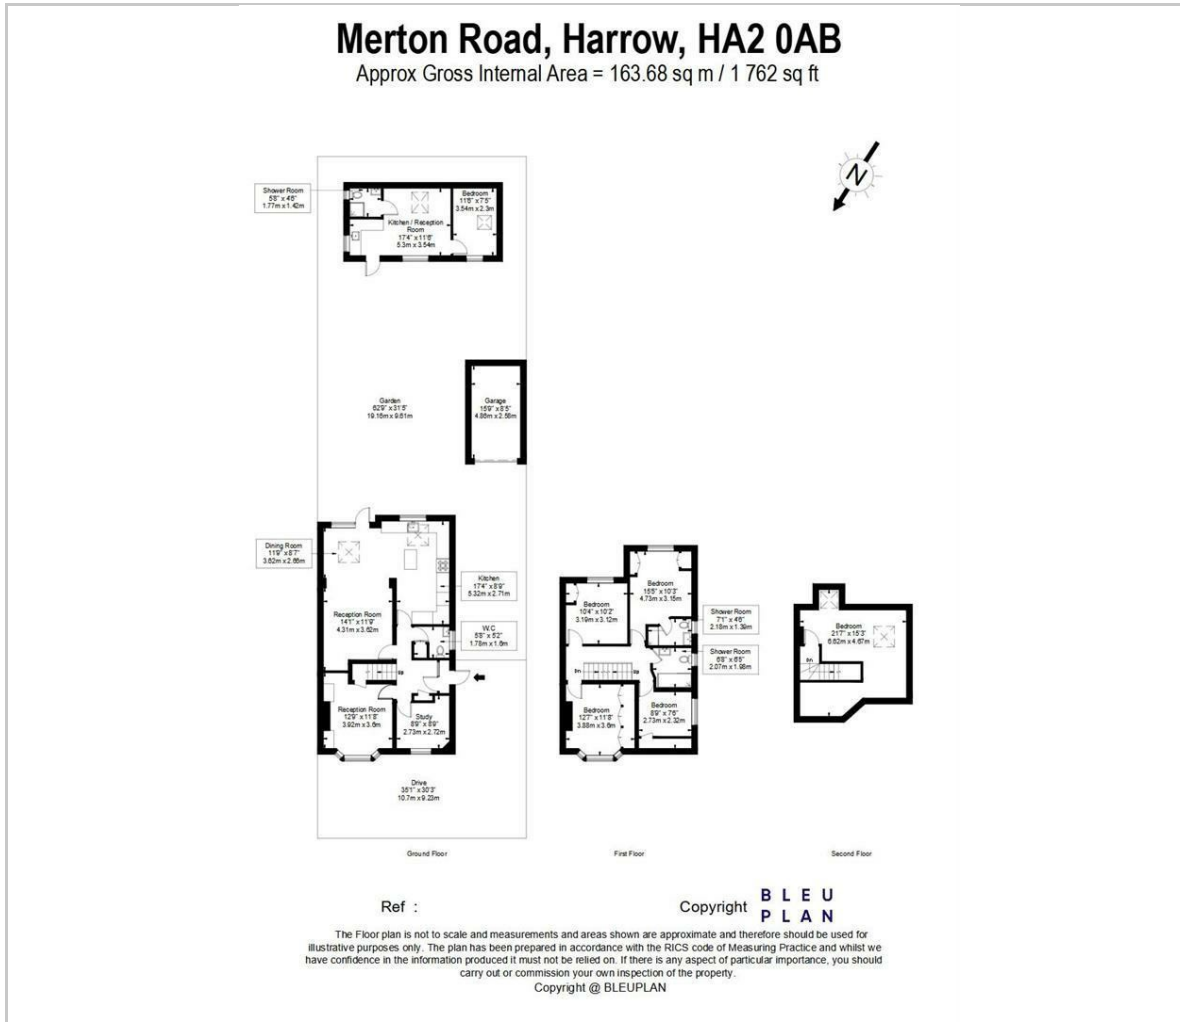 Merton Road, Harrow, HA2 0AB
Approx Gross Internal Area = 163.68 sq m / 1 762 sq ft
N
Shower Room
5'8" x 4'8"
1.77m x 1.42m
Kitchen / Reception
Room
17'4" x 11'8"
5.3m x 3.54m
Bedroom
11'8" x 7'5"
3.54m x 2.3m
Garden
62'9" x 31'5"
19.16m x 9.61m
Garage
15'9" x 8'5"
4.86m x 2.56m
Dining Room
11'9" x 8'7"
3.62m x 2.66m
Kitchen
17'4" x 8'9"
5.32m x 2.71m
Reception Room
14'1" x 11'9"
4.31m x 3.62m
W.C
5'8" x 5'2"
1.78m x 1.6m
Reception Room
12'9" x 11'8"
3.92m x 3.6m
Study
8'9" x 8'9"
2.73m x 2.72m
Drive
35'1" x 30'3"
10.7m x 9.23m
Ground Floor
Bedroom
15'5" x 10'3"
4.73m x 3.15m
Bedroom
10'4" x 10'2"
3.19m x 3.12m
Shower Room
7'1" x 4'6"
2.18m x 1.39m
Shower Room
6'8" x 6'5"
2.07m x 1.98m
Bedroom
12'7" x 11'8"
3.88m x 3.6m
Bedroom
8'9" x 7'6"
2.73m x 2.32m
First Floor
Bedroom
21'7" x 15'3"
6.62m x 4.67m
Second Floor
Ref :
Copyright
BLEU
PLAN
The Floor plan is not to scale and measurements and areas shown are approximate and therefore should be used for
illustrative purposes only. The plan has been prepared in accordance with the RICS code of Measuring Practice and whilst we
have confidence in the information produced it must not be relied on. If there is any aspect of particular importance, you should
carry out or commission your own inspection of the property.
Copyright @ BLEUPLAN